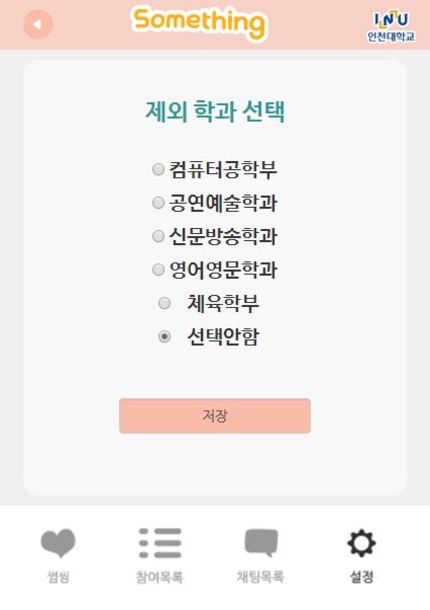 Something
INU
인천대학교
제외 학과 선택
컴퓨터공학부
공연예술학과
신문방송학과
영어영문학과
체육학부
선택안함
저장
썸씽
참여목록
채팅목록
설정